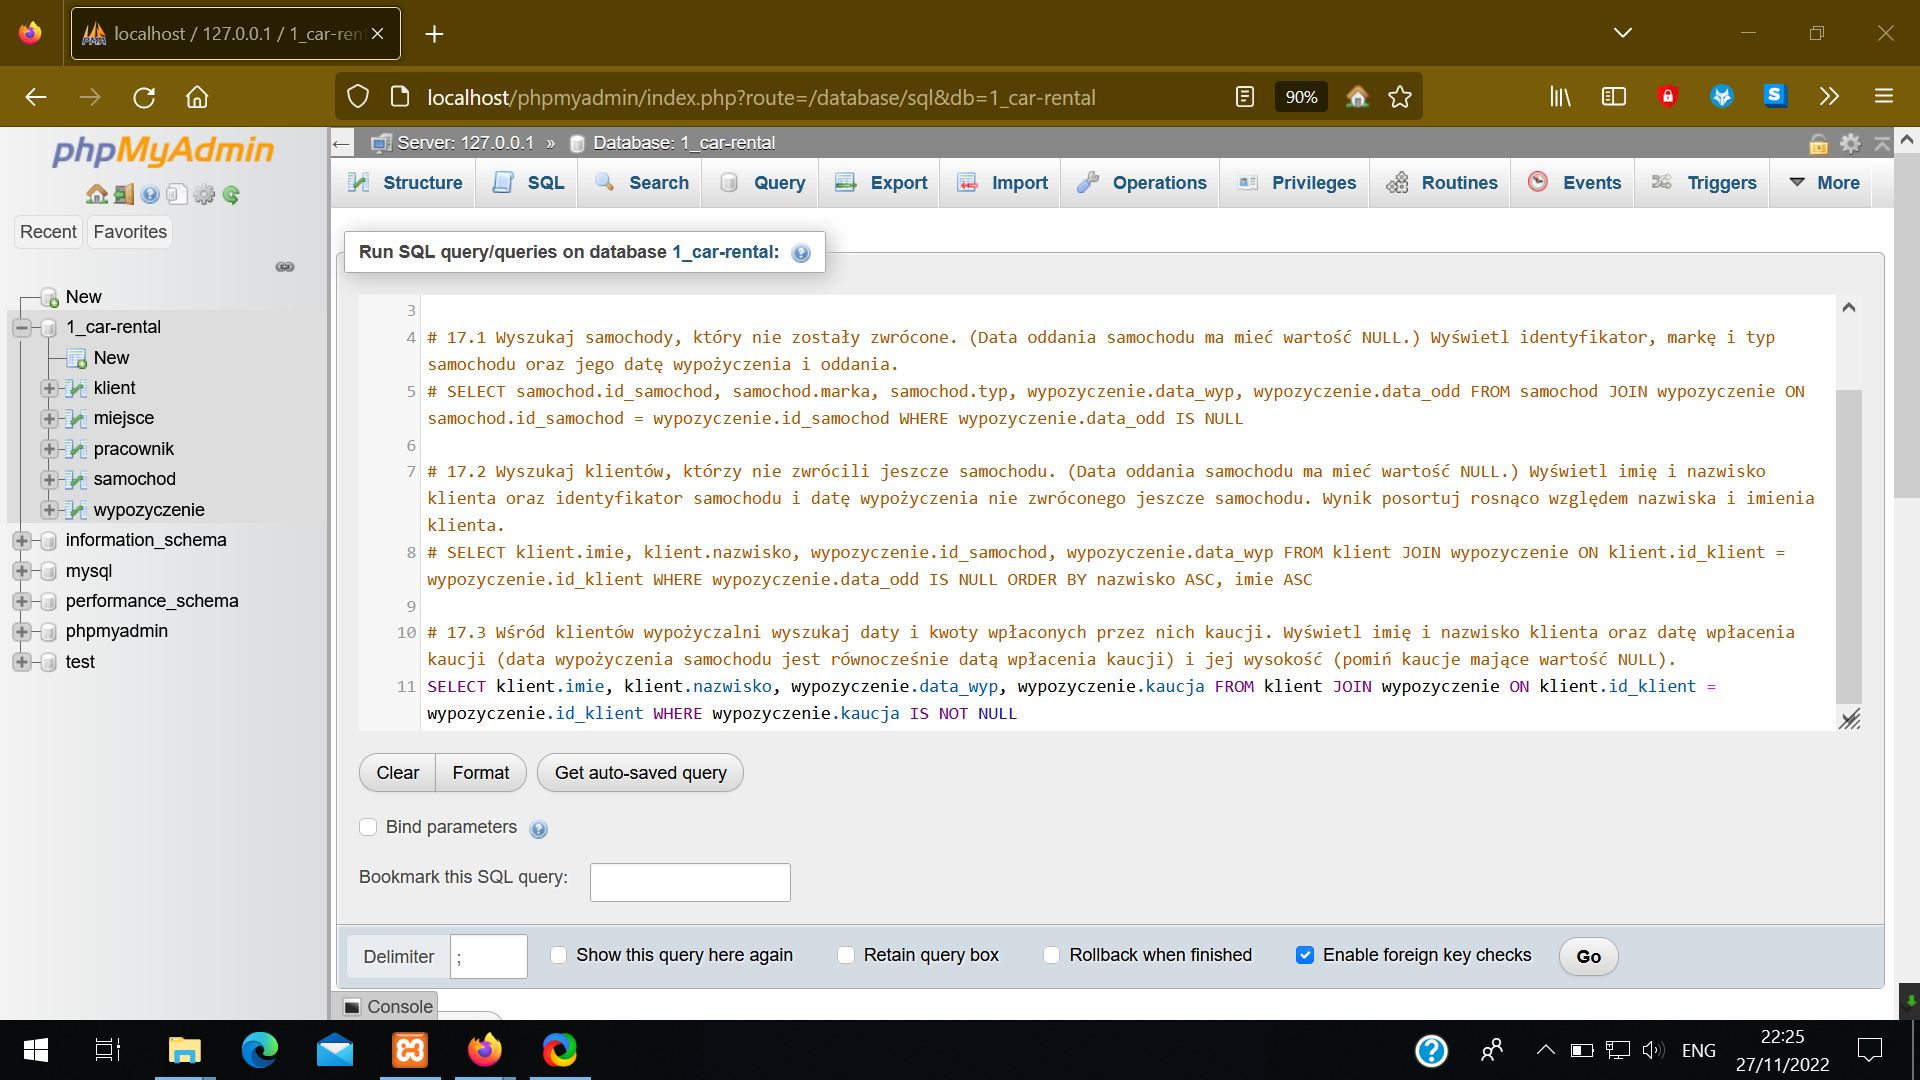 localhost / 127.0.0.1 / 1_car-ren
localhost/phpmyadmin/index.php?route=/database/sql&db=1_car-rental
90%
phpMyAdmin
Recent
Favorites
New
1_car-rental
New
klient
miejsce
pracownik
samochod
wypozyczenie
information_schema
mysql
performance_schema
phpmyadmin
test
Server: 127.0.0.1 » Database: 1_car-rental
Structure
SQL
Search
Query
Export
Import
Operations
Privileges
Routines
Events
Triggers
More
Run SQL query/queries on database 1_car-rental:
3
4 # 17.1 Wyszukaj samochody, który nie zostały zwrócone. (Data oddania samochodu ma mieć wartość NULL.) Wyświetl identyfikator, markę i typ
samochodu oraz jego datę wypożyczenia i oddania.
5 # SELECT samochod.id_samochod, samochod.marka, samochod.typ, wypozyczenie.data_wyp, wypozyczenie.data_odd FROM samochod JOIN wypozyczenie ON
samochod.id_samochod = wypozyczenie.id_samochod WHERE wypozyczenie.data_odd IS NULL
6
7 # 17.2 Wyszukaj klientów, którzy nie zwrócili jeszcze samochodu. (Data oddania samochodu ma mieć wartość NULL.) Wyświetl imię i nazwisko
klienta oraz identyfikator samochodu i datę wypożyczenia nie zwróconego jeszcze samochodu. Wynik posortuj rosnąco względem nazwiska i imienia
klienta.
8 # SELECT klient.imie, klient.nazwisko, wypozyczenie.id_samochod, wypozyczenie.data_wyp FROM klient JOIN wypozyczenie ON klient.id_klient =
wypozyczenie.id_klient WHERE wypozyczenie.data_odd IS NULL ORDER BY nazwisko ASC, imie ASC
9
10 # 17.3 Wśród klientów wypożyczalni wyszukaj daty i kwoty wpłaconych przez nich kaucji. Wyświetl imię i nazwisko klienta oraz datę wpłacenia
kaucji (data wypożyczenia samochodu jest równocześnie datą wpłacenia kaucji) i jej wysokość (pomiń kaucje mające wartość NULL).
11 SELECT klient.imie, klient.nazwisko, wypozyczenie.data_wyp, wypozyczenie.kaucja FROM klient JOIN wypozyczenie ON klient.id_klient =
wypozyczenie.id_klient WHERE wypozyczenie.kaucja IS NOT NULL
Clear
Format
Get auto-saved query
Bind parameters
Bookmark this SQL query:
Delimiter
;
Show this query here again
Retain query box
Rollback when finished
Enable foreign key checks
Go
Console
ENG
22:25
27/11/2022